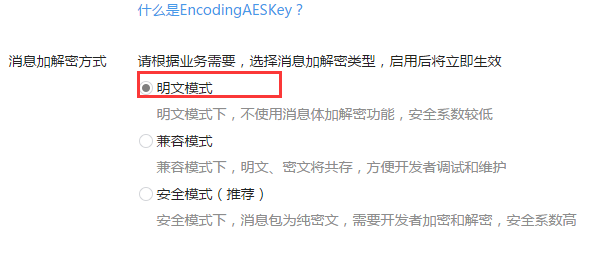 什么是EncodingAESKey？
消息加解密方式 请根据业务需要，选择消息加解密类型，启用后将立即生效
明文模式
明文模式下，不使用消息体加解密功能，安全系数较低
兼容模式
兼容模式下，明文、密文将共存，方便开发者调试和维护
安全模式（推荐）
安全模式下，消息包为纯密文，需要开发者加密和解密，安全系数高